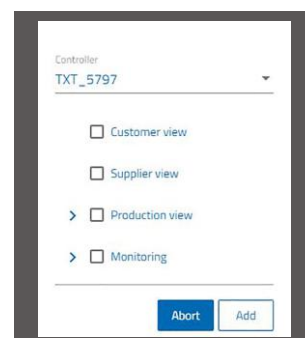 Controller
TXT_5797
Customer view
Supplier view
Production view
Monitoring
Abort Add